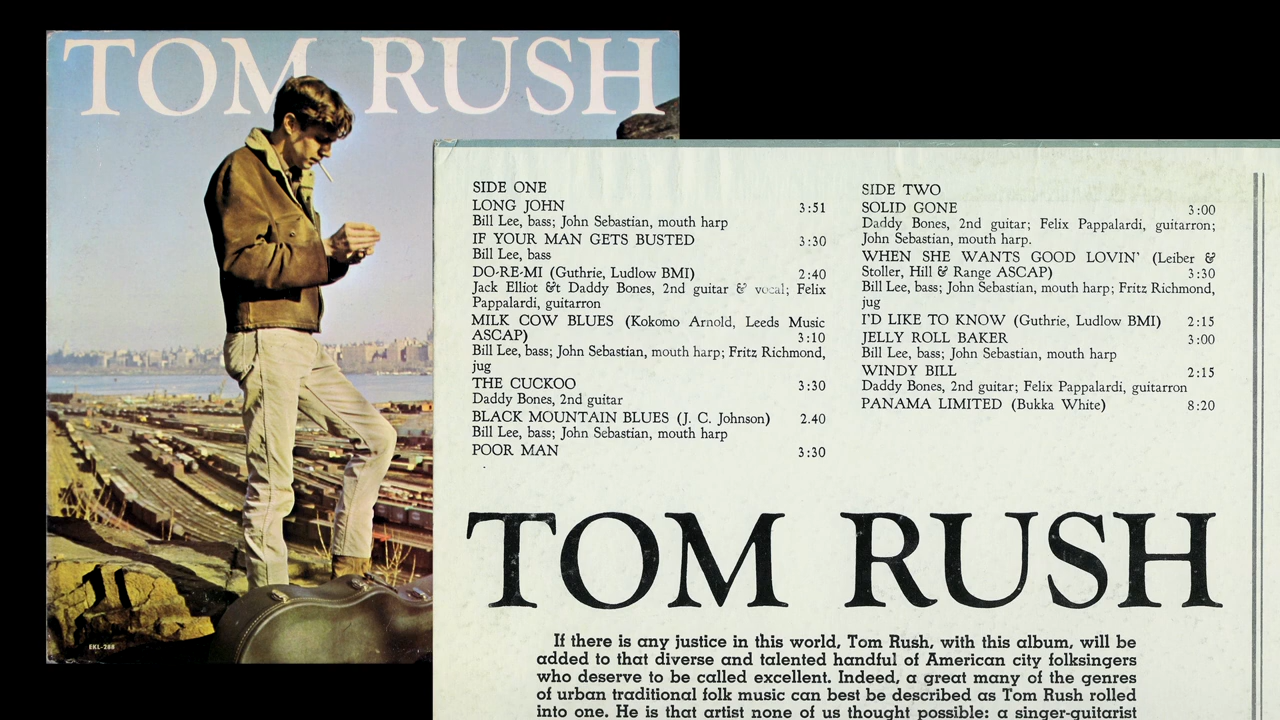 TOM RUSH
EKL-288
SIDE ONE
LONG JOHN 3:51
Bill Lee, bass; John Sebastian, mouth harp
IF YOUR MAN GETS BUSTED 3:30
Bill Lee, bass
DO-RE-MI (Guthrie, Ludlow BMI) 2:40
Jack Elliot & Daddy Bones, 2nd guitar & vocal; Felix
Pappalardi, guitarron
MILK COW BLUES (Kokomo Arnold, Leeds Music
ASCAP) 3:10
Bill Lee, bass; John Sebastian, mouth harp; Fritz Richmond,
jug
THE CUCKOO 3:30
Daddy Bones, 2nd guitar
BLACK MOUNTAIN BLUES (J. C. Johnson) 2.40
Bill Lee, bass; John Sebastian, mouth harp
POOR MAN 3:30
SIDE TWO
SOLID GONE 3:00
Daddy Bones, 2nd guitar; Felix Pappalardi, guitarron;
John Sebastian, mouth harp.
WHEN SHE WANTS GOOD LOVIN' (Leiber &
Stoller, Hill & Range ASCAP) 3:30
Bill Lee, bass; John Sebastian, mouth harp; Fritz Richmond,
jug
I'D LIKE TO KNOW (Guthrie, Ludlow BMI) 2:15
JELLY ROLL BAKER 3:00
Bill Lee, bass; John Sebastian, mouth harp
WINDY BILL 2:15
Daddy Bones, 2nd guitar; Felix Pappalardi, guitarron
PANAMA LIMITED (Bukka White) 8:20
TOM RUSH
If there is any justice in this world, Tom Rush, with this album, will be
added to that diverse and talented handful of American city folksingers
who deserve to be called excellent. Indeed, a great many of the genres
of urban traditional folk music can best be described as Tom Rush rolled
into one. He is that artist none of us thought possible: a singer-guitarist